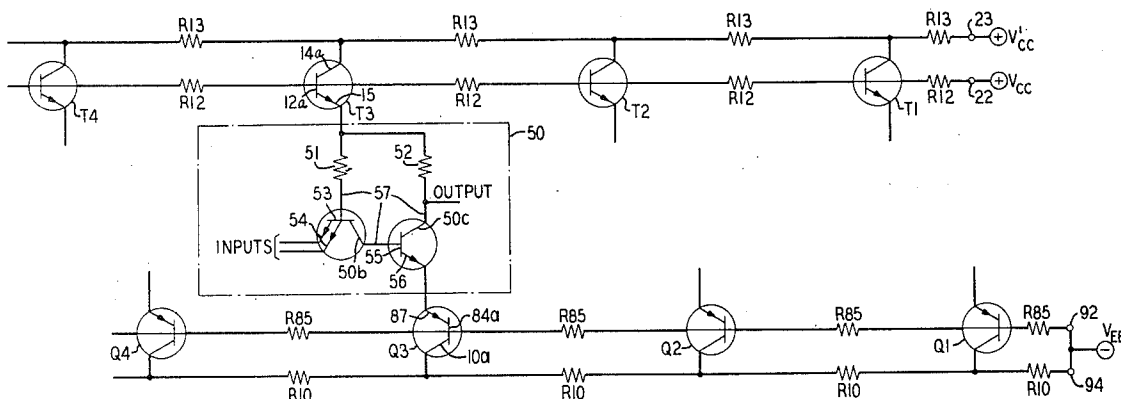 R13 R13 R13 R13 23 V'CC
14a
12a 15 R12 R12 R12 R12 22 VCC
T4 T3 T2 T1
50
51 52
53 57 OUTPUT
54 50c
INPUTS 55 50b 56
87 84a 92
R85 R85 R85 R85 VEE
Q4 Q3 10a Q2 Q1
R10 R10 R10 R10 94